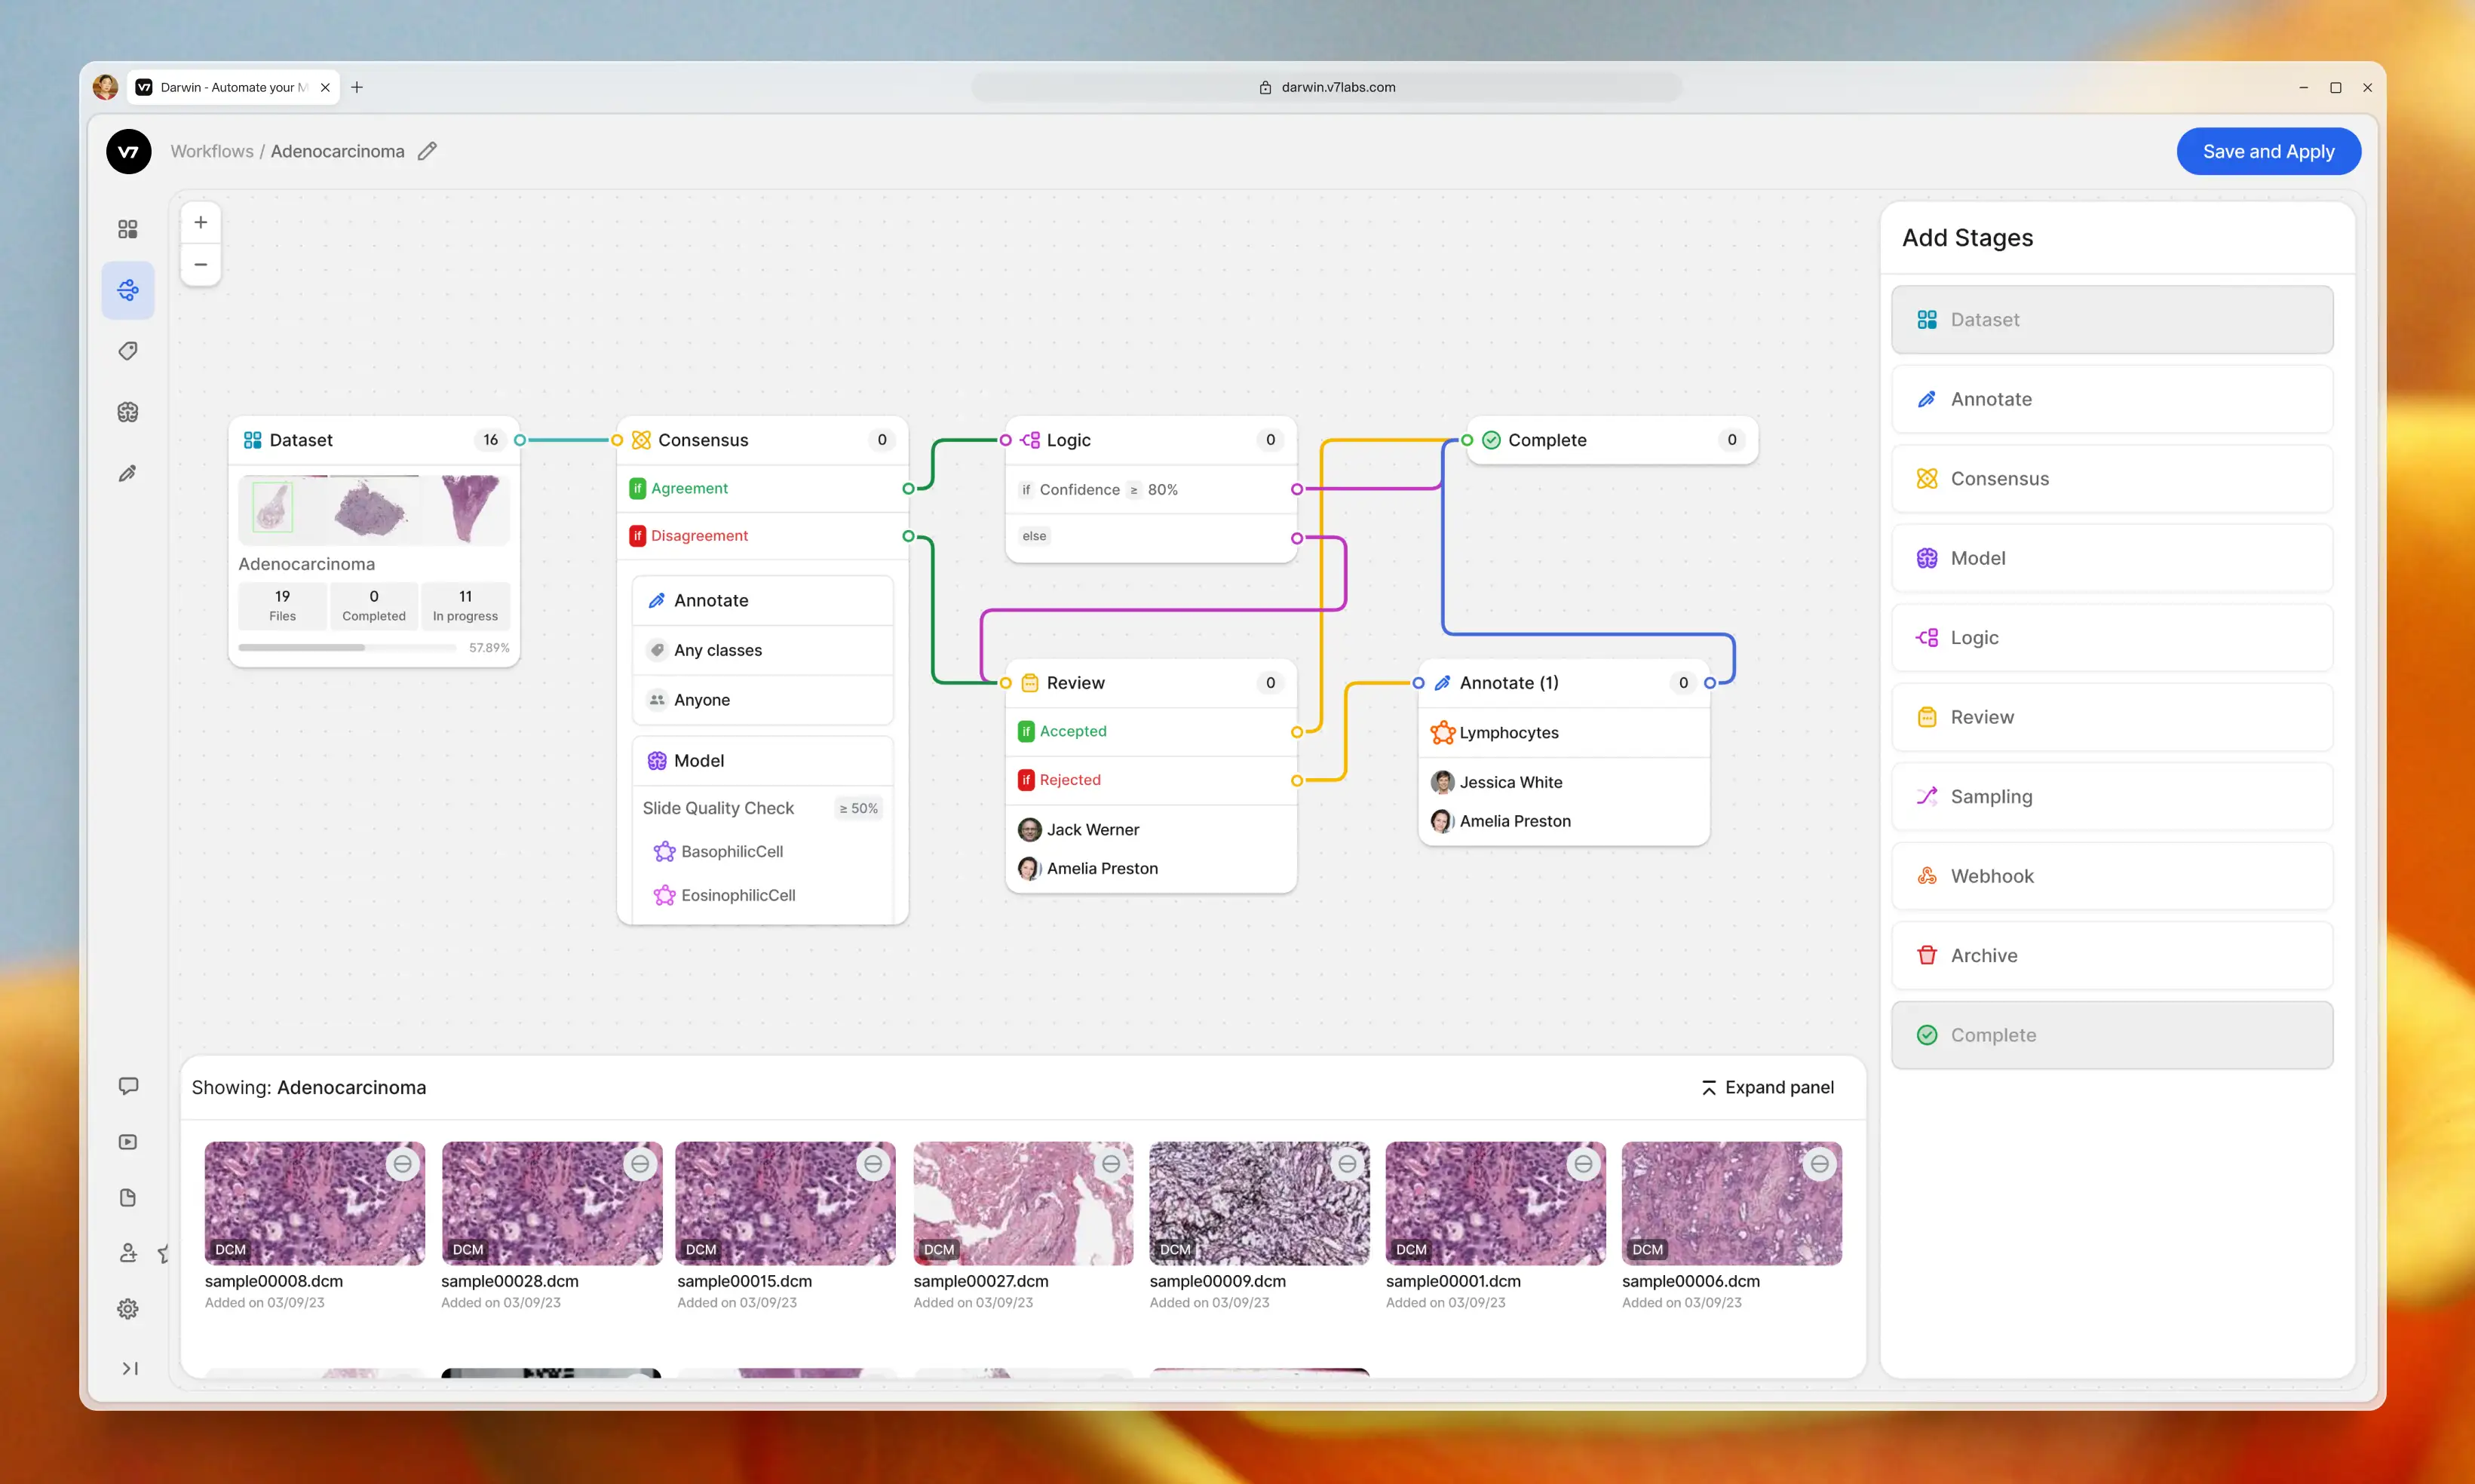 V7 Darwin - Automate your M
darwin.v7labs.com
V7 Workflows / Adenocarcinoma
Save and Apply
Dataset 16
Adenocarcinoma
19 0 11
Files Completed In progress
57.89%
Consensus 0
if Agreement
if Disagreement
Annotate
Any classes
Anyone
Model
Slide Quality Check ≥ 50%
BasophilicCell
EosinophilicCell
Logic 0
if Confidence ≥ 80%
else
Review 0
if Accepted
if Rejected
Jack Werner
Amelia Preston
Complete 0
Annotate (1) 0
Lymphocytes
Jessica White
Amelia Preston
Add Stages
Dataset
Annotate
Consensus
Model
Logic
Review
Sampling
Webhook
Archive
Complete
Showing: Adenocarcinoma
Expand panel
DCM DCM DCM DCM DCM DCM DCM
sample00008.dcm sample00028.dcm sample00015.dcm sample00027.dcm sample00009.dcm sample00001.dcm sample00006.dcm
Added on 03/09/23 Added on 03/09/23 Added on 03/09/23 Added on 03/09/23 Added on 03/09/23 Added on 03/09/23 Added on 03/09/23